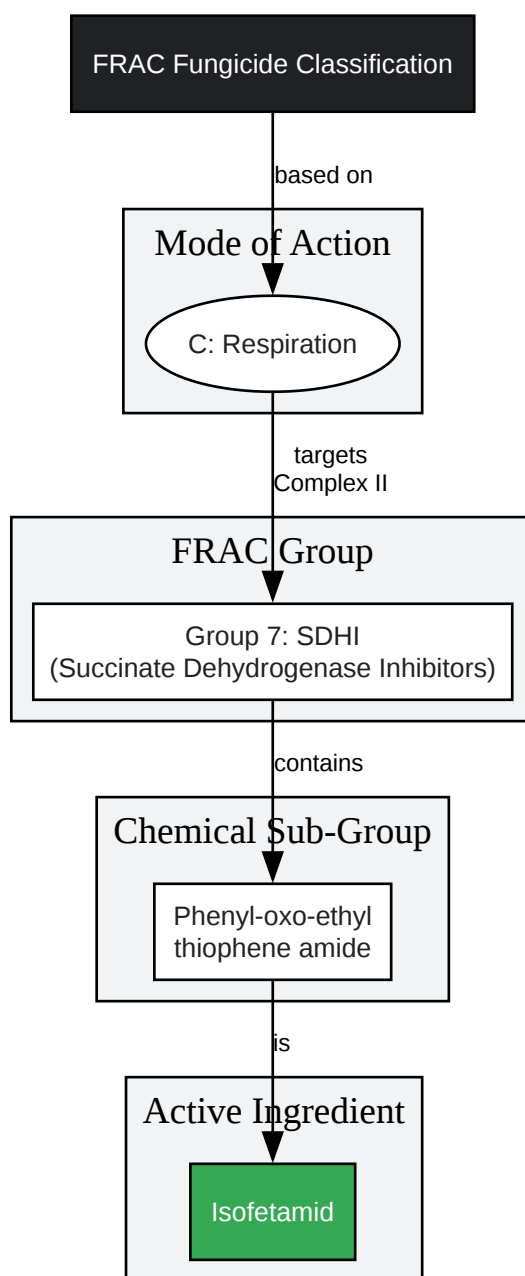 FRAC Fungicide Classification
based on
Mode of Action
C: Respiration
targets
Complex II
FRAC Group
Group 7: SDHI
(Succinate Dehydrogenase Inhibitors)
contains
Chemical Sub-Group
Phenyl-oxo-ethyl
thiophene amide
is
Active Ingredient
Isofetamid